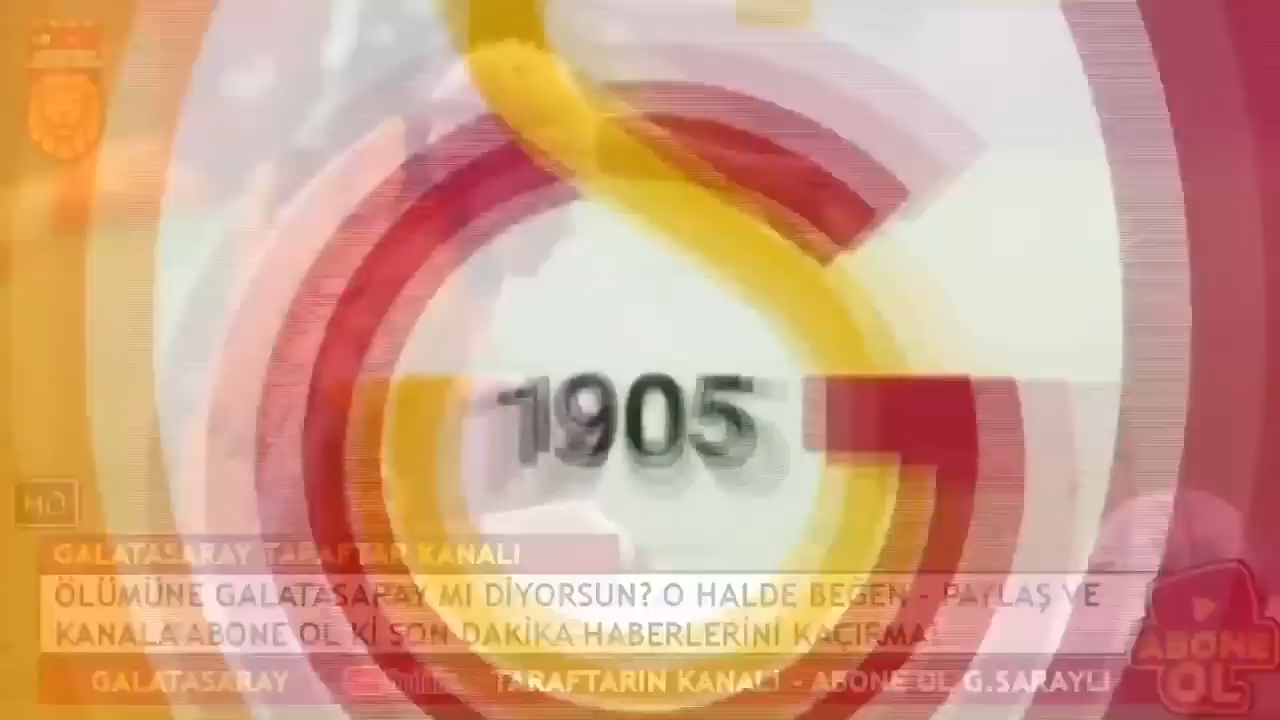 1905
HD
GALATASARAY TARAFTAR KANALI
ÖLÜMÜNE GALATASARAY MI DİYORSUN? O HALDE BEĞEN - PAYLAŞ VE
KANALA ABONE OL Kİ SON DAKİKA HABERLERİNİ KAÇIRMA
GALATASARAY
TARAFTARIN KANALI - ABONE OL G.SARAYLI
ABONE
OL